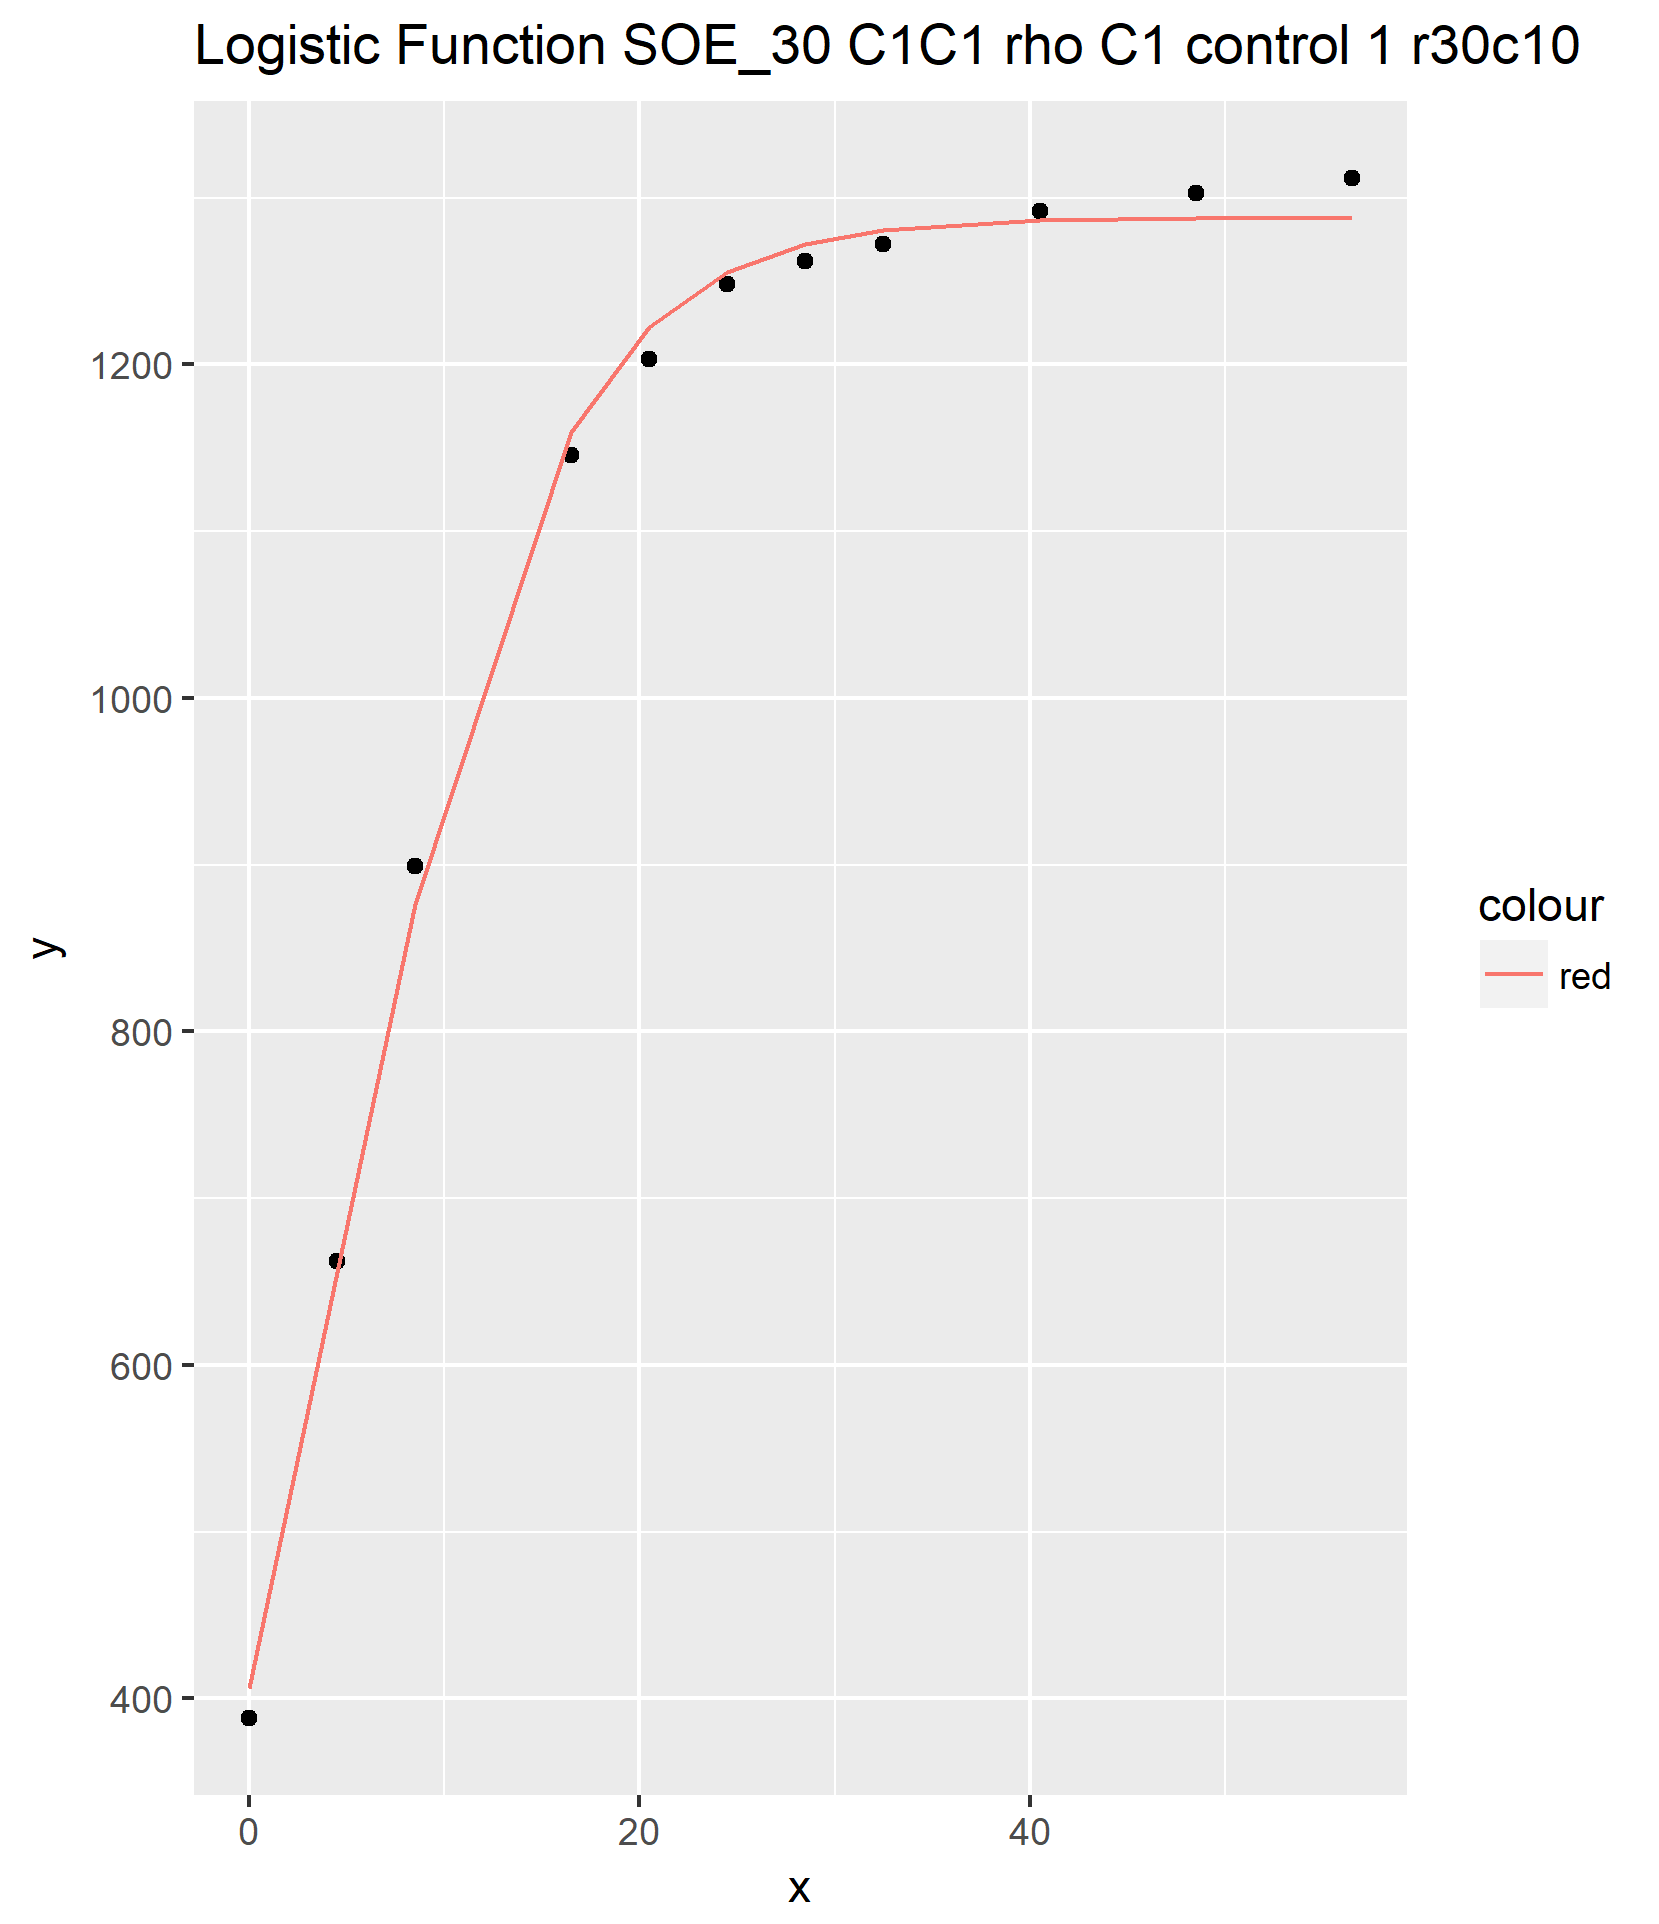 Logistic Function SOE_30 C1C1 rho C1 control 1 r30c10
1200
1000
800
600
400
y
0 20 40
x
colour
red